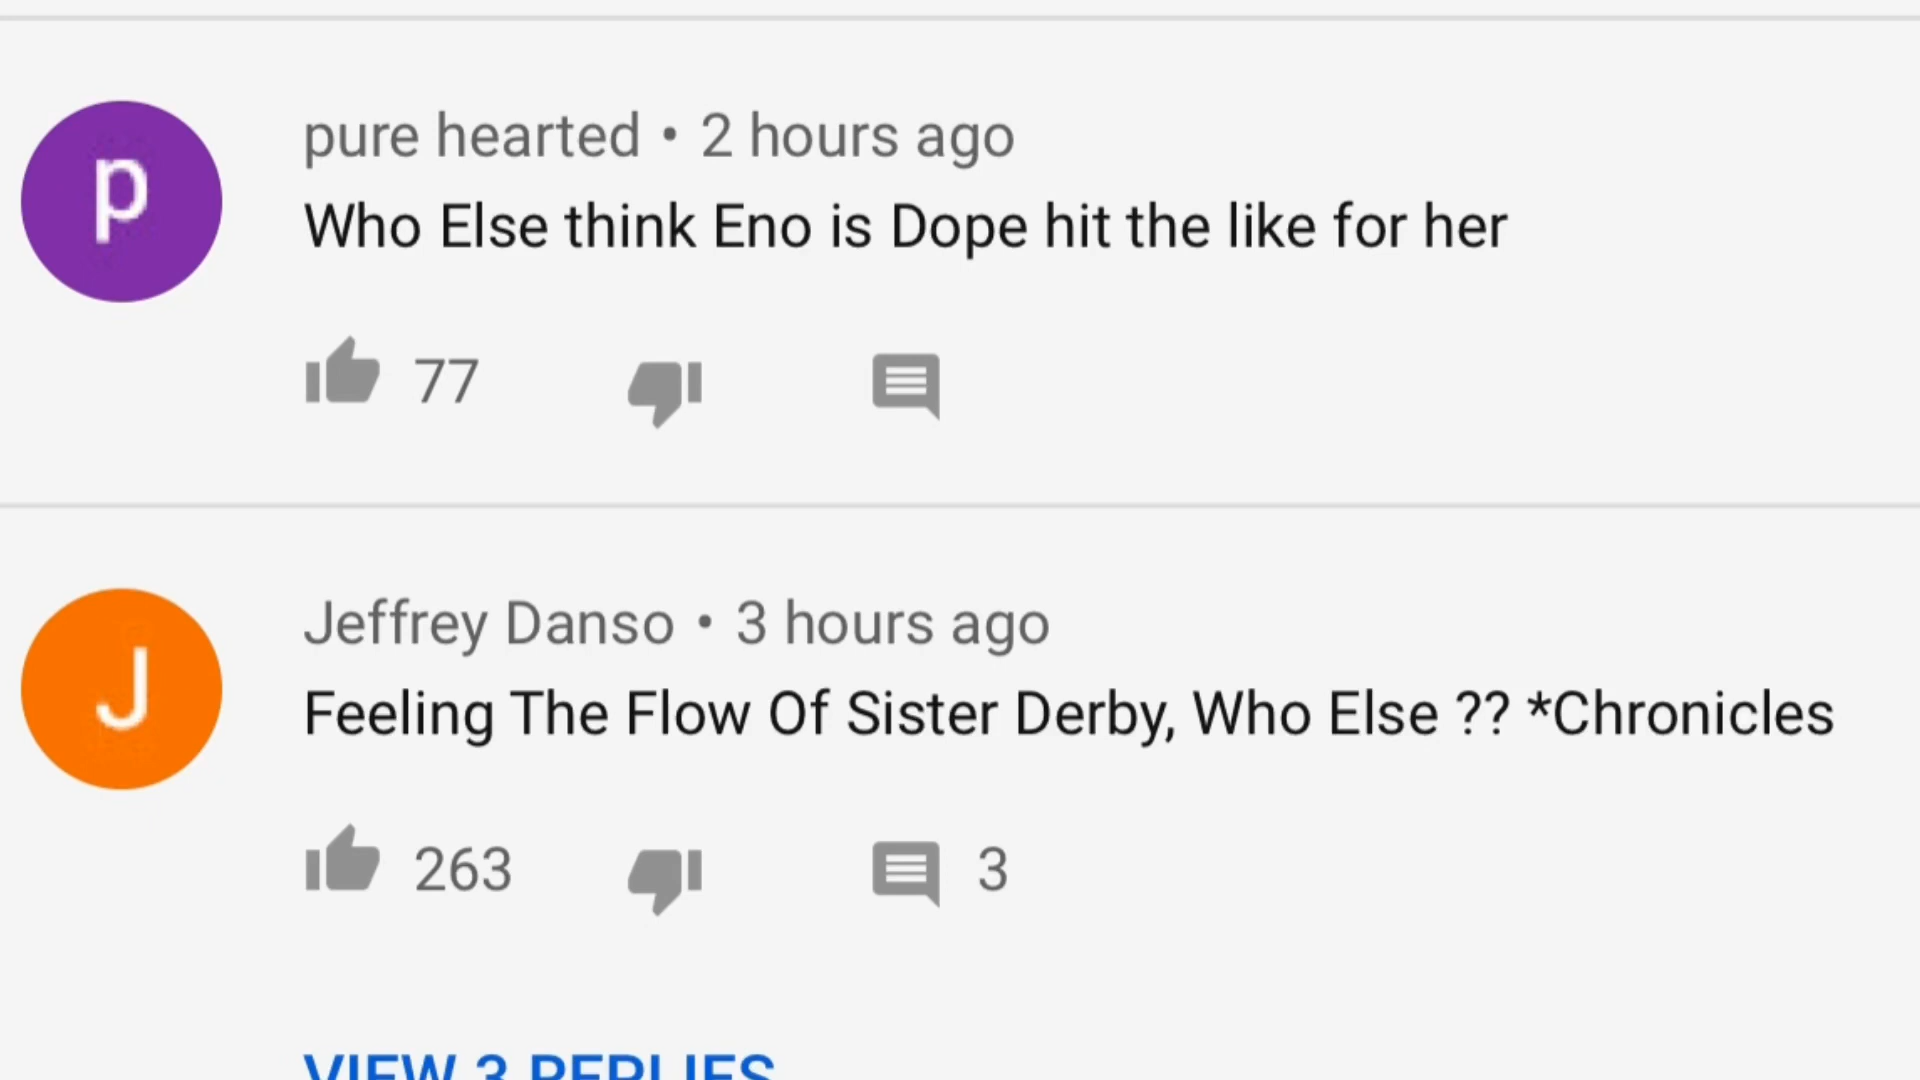 p
pure hearted • 2 hours ago
Who Else think Eno is Dope hit the like for her
77
J
Jeffrey Danso • 3 hours ago
Feeling The Flow Of Sister Derby, Who Else ?? *Chronicles
263 3
VIEW 3 REPLIES